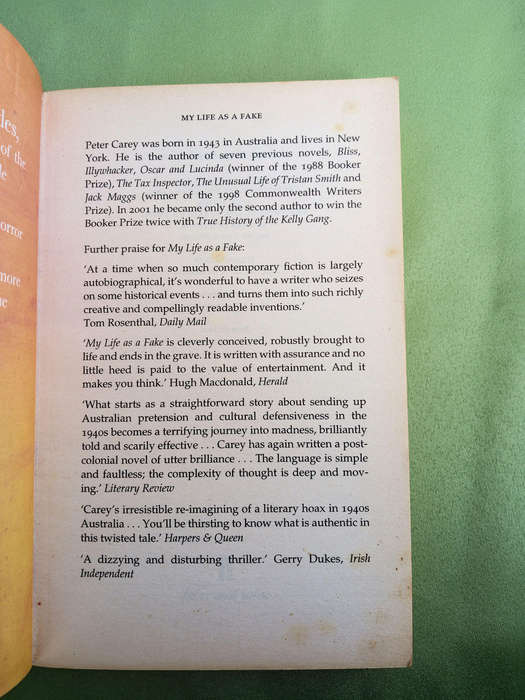 les,
of the
le
orror
more
ne
MY LIFE AS A FAKE
Peter Carey was born in 1943 in Australia and lives in New
York. He is the author of seven previous novels, Bliss,
Illywhacker, Oscar and Lucinda (winner of the 1988 Booker
Prize), The Tax Inspector, The Unusual Life of Tristan Smith and
Jack Maggs (winner of the 1998 Commonwealth Writers
Prize). In 2001 he became only the second author to win the
Booker Prize twice with True History of the Kelly Gang.
Further praise for My Life as a Fake:
‘At a time when so much contemporary fiction is largely
autobiographical, it’s wonderful to have a writer who seizes
on some historical events . . . and turns them into such richly
creative and compellingly readable inventions.’
Tom Rosenthal, Daily Mail
‘My Life as a Fake is cleverly conceived, robustly brought to
life and ends in the grave. It is written with assurance and no
little heed is paid to the value of entertainment. And it
makes you think.’ Hugh Macdonald, Herald
‘What starts as a straightforward story about sending up
Australian pretension and cultural defensiveness in the
1940s becomes a terrifying journey into madness, brilliantly
told and scarily effective . . . Carey has again written a post-
colonial novel of utter brilliance . . . The language is simple
and faultless; the complexity of thought is deep and mov-
ing.’ Literary Review
‘Carey’s irresistible re-imagining of a literary hoax in 1940s
Australia . . . You’ll be thirsting to know what is authentic in
this twisted tale.’ Harpers & Queen
‘A dizzying and disturbing thriller.’ Gerry Dukes, Irish
Independent